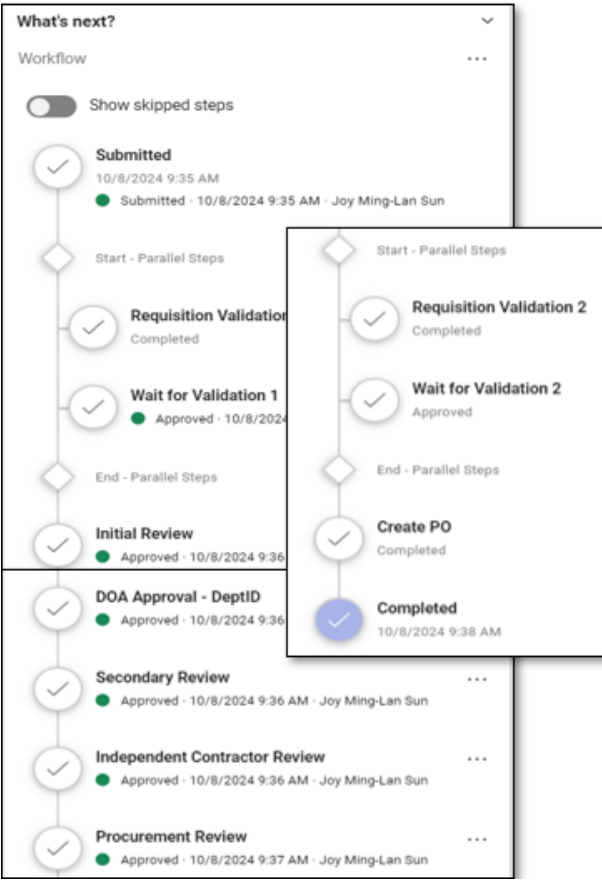 What's next?
Workflow
Show skipped steps
Submitted
10/8/2024 9:35 AM
Submitted · 10/8/2024 9:35 AM · Joy Ming-Lan Sun
Start - Parallel Steps
Requisition Validation
Completed
Wait for Validation 1
Approved · 10/8/2024
End - Parallel Steps
Initial Review
Approved · 10/8/2024 9:36
DOA Approval - DeptID
Approved · 10/8/2024 9:36
Secondary Review
Approved · 10/8/2024 9:36 AM · Joy Ming-Lan Sun
Independent Contractor Review
Approved · 10/8/2024 9:36 AM · Joy Ming-Lan Sun
Procurement Review
Approved · 10/8/2024 9:37 AM · Joy Ming-Lan Sun
Start - Parallel Steps
Requisition Validation 2
Completed
Wait for Validation 2
Approved
End - Parallel Steps
Create PO
Completed
Completed
10/8/2024 9:38 AM